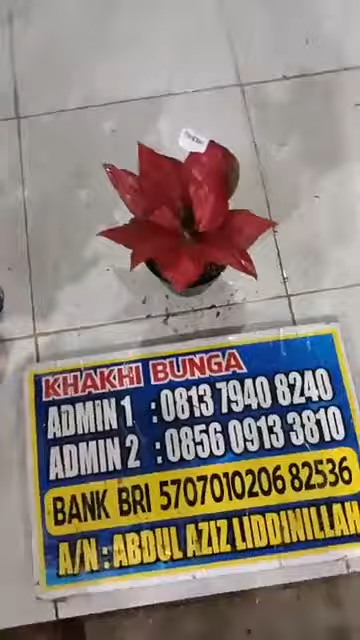 KHAKHI BUNGA
ADMIN 1 : 0813 7940 8240
ADMIN 2 : 0856 0913 3810
BANK BRI 5707010206 82536
A/N : ABDUL AZIZ LIDDINILLAH